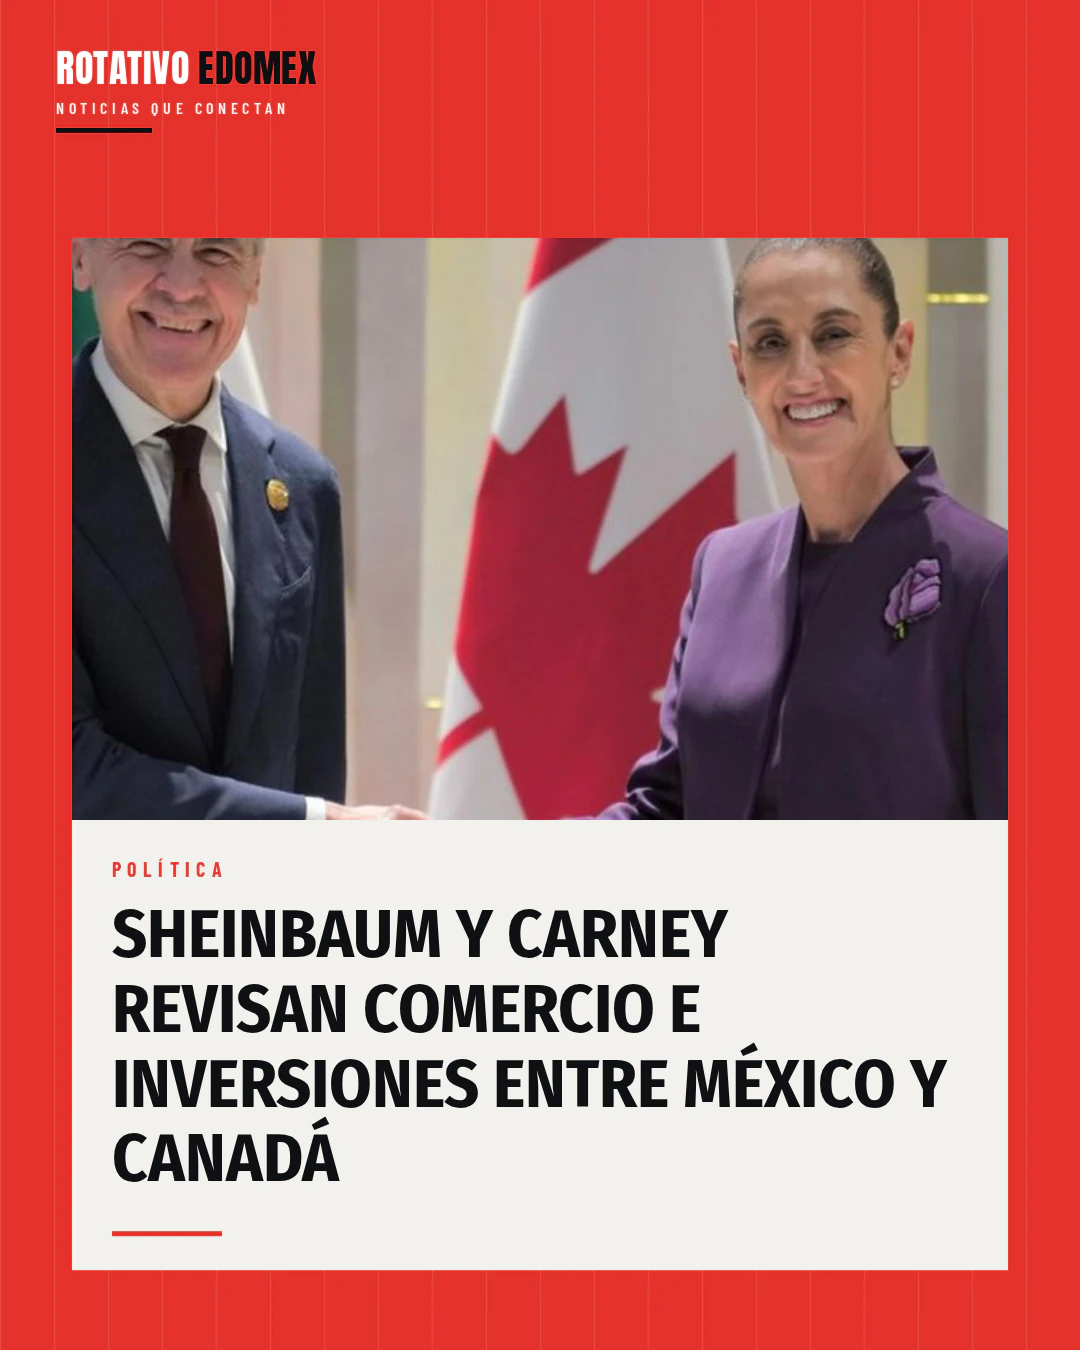 ROTATIVO EDOMEX
NOTICIAS QUE CONECTAN
POLÍTICA
SHEINBAUM Y CARNEY
REVISAN COMERCIO E
INVERSIONES ENTRE MÉXICO Y
CANADÁ